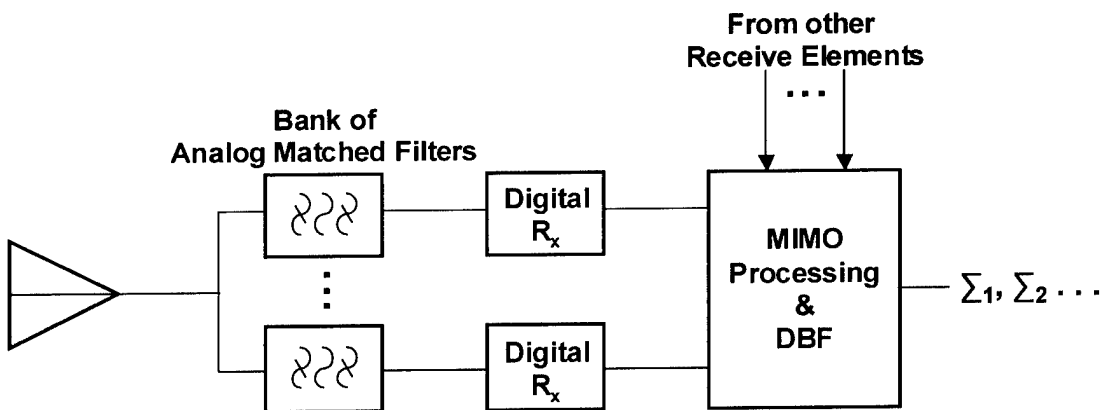 From other
Receive Elements
. . .
Bank of
Analog Matched Filters
Digital
Rₓ
MIMO
Processing
&
DBF
∑₁, ∑₂ . . .
Digital
Rₓ